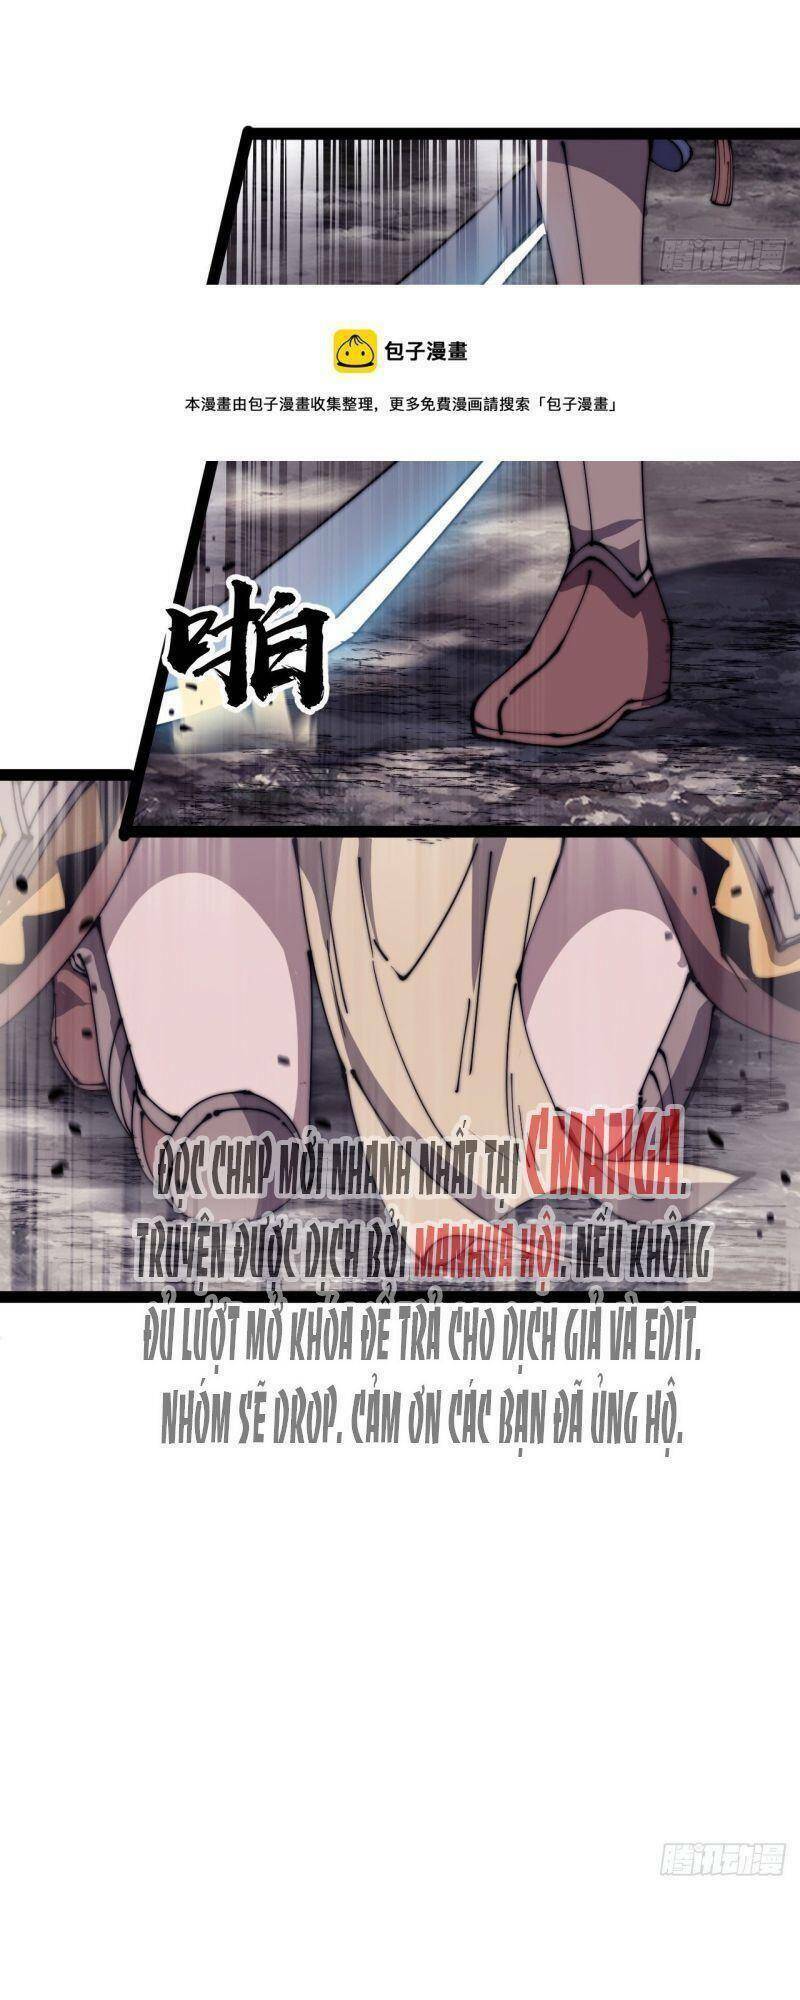 腾讯动漫
包子漫畫
本漫畫由包子漫畫收集整理，更多免費漫画請搜索「包子漫畫」
啪
ĐỌC CHAP MỚI NHANH NHẤT TẠI CMANGA.
TRUYỆN ĐƯỢC DỊCH BỞI MANHUA HỘI. NẾU KHÔNG
ĐỦ LƯỢT MỞ KHÓA ĐỂ TRẢ CHO DỊCH GIẢ VÀ EDIT.
NHÓM SẼ DROP. CẢM ƠN CÁC BẠN ĐÃ ỦNG HỘ.
腾讯动漫